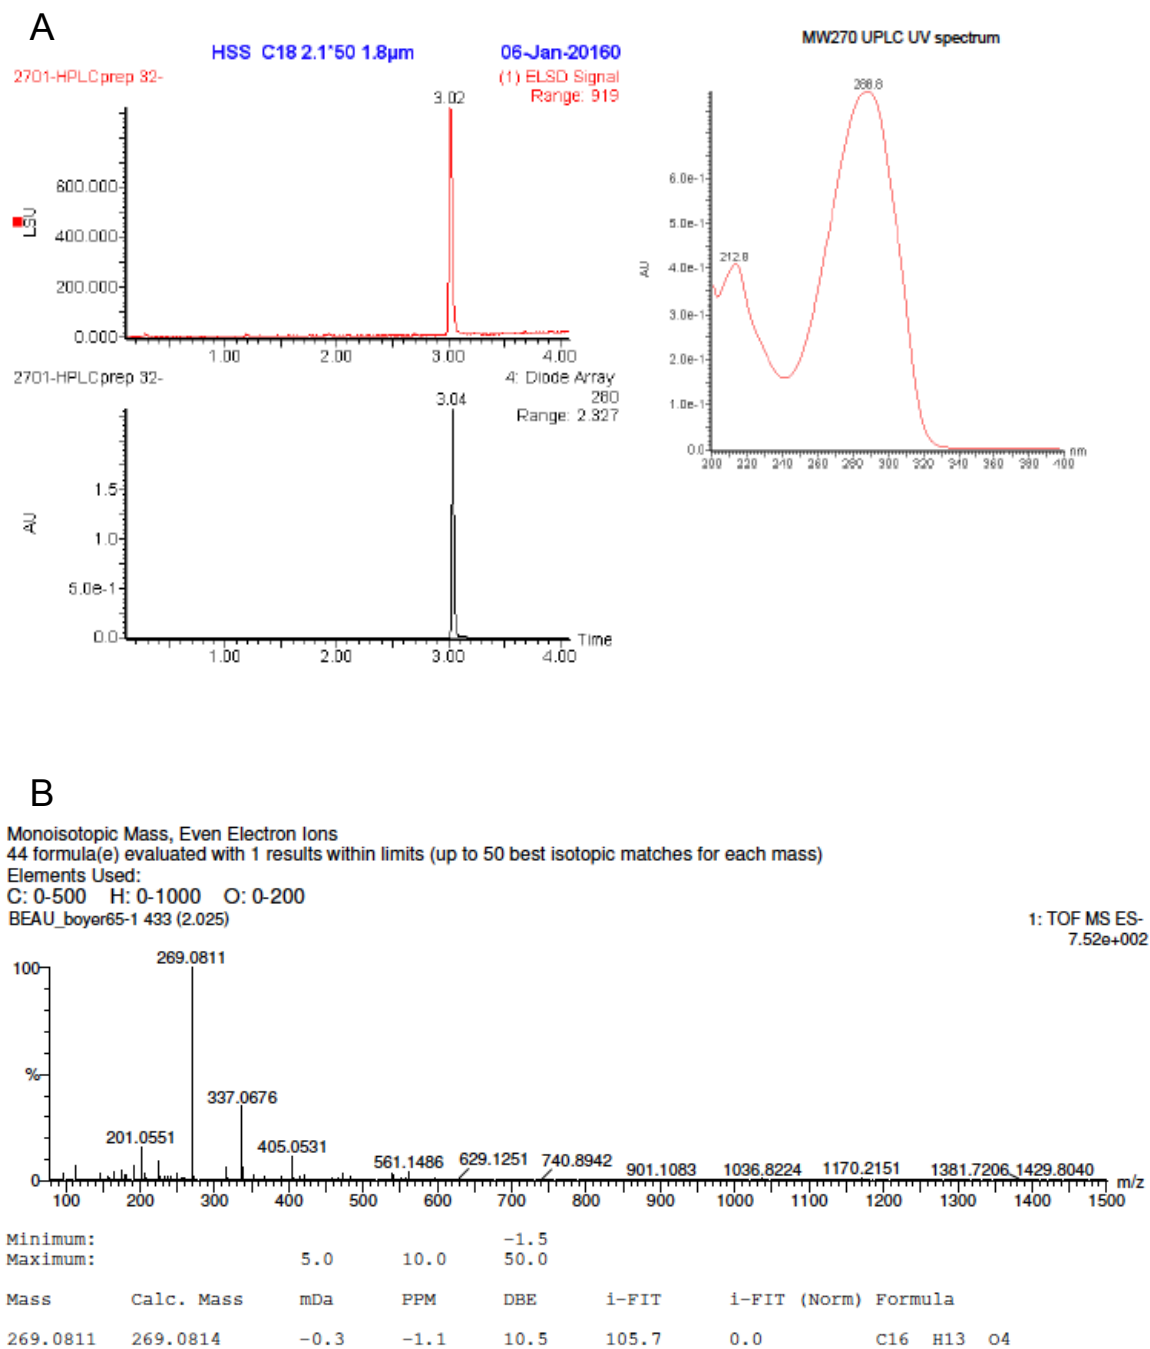 A
HSS C18 2.1*50 1.8µm
06-Jan-20160
2701-HPLCprep 32-
(1) ELSD Signal
Range: 919
3.02
600.000
LSU
400.000
200.000
0.000
1.00 2.00 3.00 4.00
2701-HPLCprep 32-
4: Diode Array
280
Range: 2.327
3.04
1.5
AU
1.0
5.0e-1
0.0
Time
1.00 2.00 3.00 4.00
MW270 UPLC UV spectrum
288.8
6.0e-1
5.0e-1
212.8
AU
4.0e-1
3.0e-1
2.0e-1
1.0e-1
0.0
nm
200 220 240 260 280 300 320 340 360 380 400
B
Monoisotopic Mass, Even Electron Ions
44 formula(e) evaluated with 1 results within limits (up to 50 best isotopic matches for each mass)
Elements Used:
C: 0-500 H: 0-1000 O: 0-200
BEAU_boyer65-1 433 (2.025)
1: TOF MS ES-
7.52e+002
269.0811
100
%
337.0676
201.0551
405.0531
561.1486 629.1251 740.8942 901.1083 1036.8224 1170.2151 1381.7206 1429.8040
0
m/z
100 200 300 400 500 600 700 800 900 1000 1100 1200 1300 1400 1500
Minimum: -1.5
Maximum: 5.0 10.0 50.0
Mass Calc. Mass mDa PPM DBE i-FIT i-FIT (Norm) Formula
269.0811 269.0814 -0.3 -1.1 10.5 105.7 0.0 C16 H13 O4